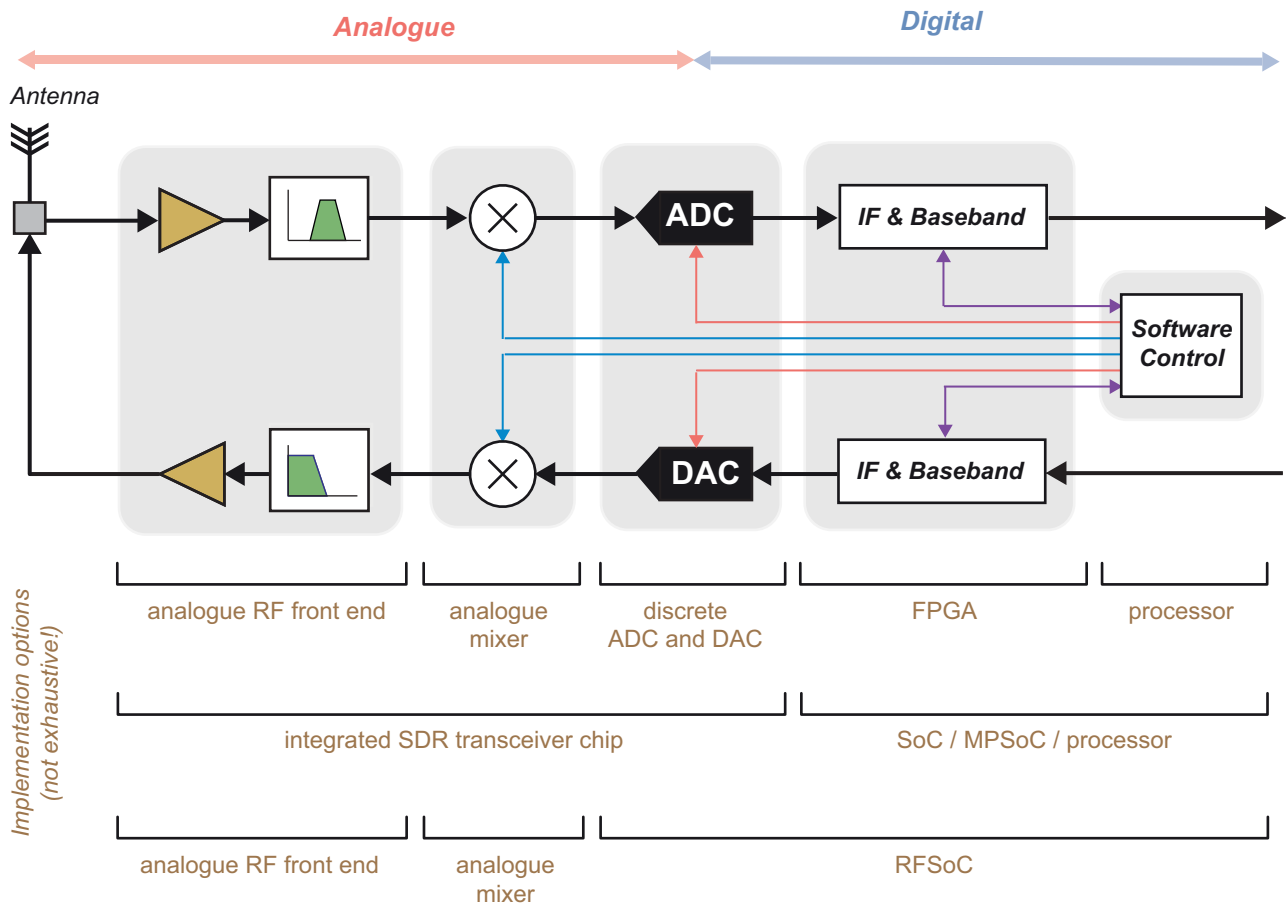 Analogue
Digital
Antenna
ADC
IF & Baseband
Software
Control
DAC
IF & Baseband
Implementation options
(not exhaustive!)
analogue RF front end
analogue
mixer
discrete
ADC and DAC
FPGA
processor
integrated SDR transceiver chip
SoC / MPSoC / processor
analogue RF front end
analogue
mixer
RFSoC